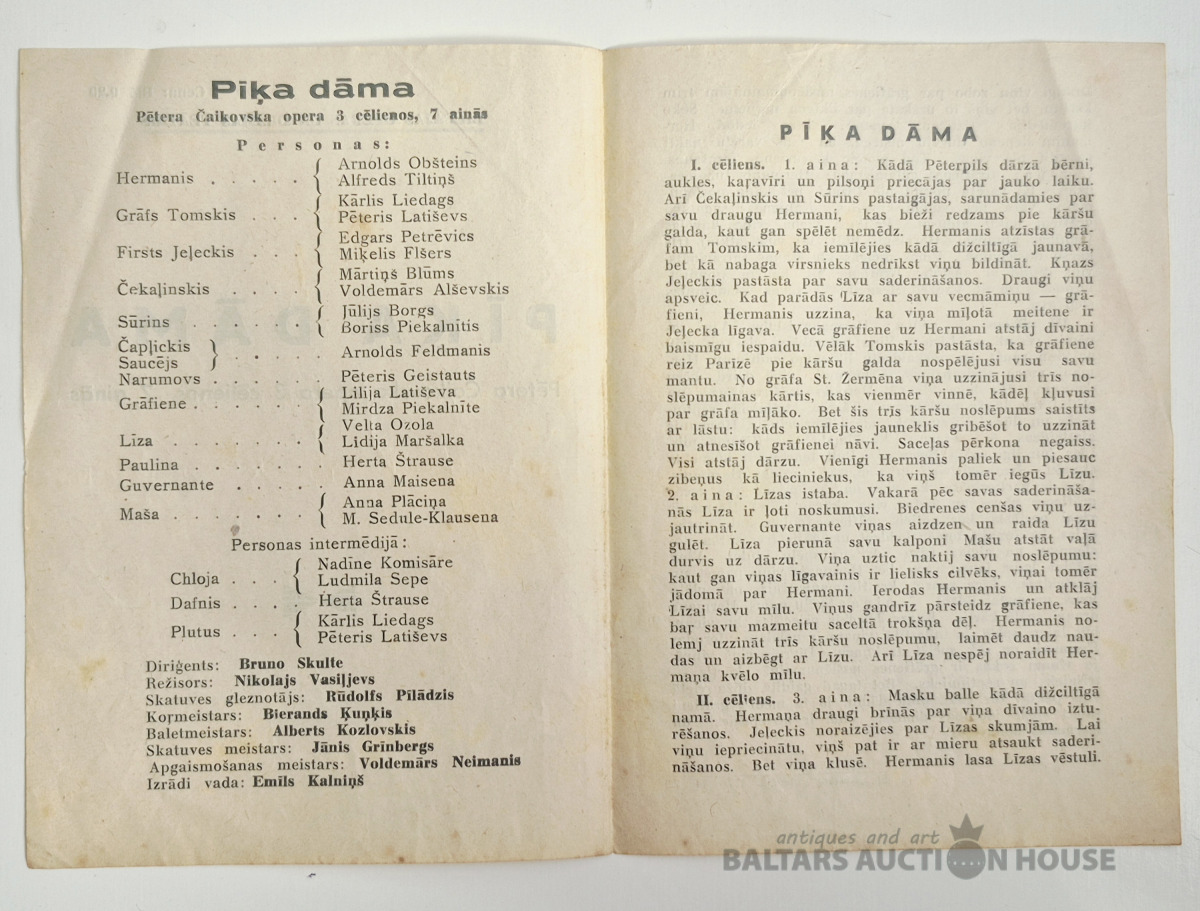 Pīķa dāma
Pētera Čaikovska opera 3 cēlienos, 7 ainās
Personas:
Hermanis . . . . . { Arnolds Obšteins
Alfreds Tiltiņš
Grāfs Tomskis . . . { Kārlis Liedags
Pēteris Latiševs
Firsts Jeļeckis . . . { Edgars Petrēvics
Miķelis Fišers
Čekaļinskis . . . . { Mārtiņš Blūms
Voldemārs Alševskis
Sūrins . . . . . . { Jūlijs Borgs
Boriss Piekalnītis
Čapļickis
Saucējs } . . . . Arnolds Feldmanis
Narumovs . . . . . . Pēteris Geistauts
Grāfiene . . . . . { Lilija Latiševa
Mirdza Piekalnīte
Līza . . . . . . . { Velta Ozola
Lidija Maršalka
Paulina . . . . . . . Herta Štrause
Guvernante . . . . . Anna Maisena
Maša . . . . . . . { Anna Plāciņa
M. Sedule-Klausena
Personas intermēdijā:
Chloja . . . { Nadīne Komisāre
Ludmila Sepe
Dafnis . . . . Herta Štrause
Plutus . . . { Kārlis Liedags
Pēteris Latiševs
Diriģents: Bruno Skulte
Režisors: Nikolajs Vasiļjevs
Skatuves gleznotājs: Rūdolfs Pīlādzis
Koŗmeistars: Bierands Ķuņķis
Baletmeistars: Alberts Kozlovskis
Skatuves meistars: Jānis Grīnbergs
Apgaismošanas meistars: Voldemārs Neimanis
Izrādi vada: Emīls Kalniņš
PĪĶA DĀMA
I. cēliens. 1. aina: Kādā Pēterpils dārzā bērni,
aukles, kaŗavīri un pilsoņi priecājas par jauko laiku.
Arī Čekaļinskis un Sūrins pastaigājas, sarunādamies par
savu draugu Hermani, kas bieži redzams pie kāršu
galda, kaut gan spēlēt nemēdz. Hermanis atzīstas grā-
fam Tomskim, ka iemīlējies kādā dižciltīgā jaunavā,
bet kā nabaga virsnieks nedrīkst viņu bildināt. Kņazs
Jeļeckis pastāsta par savu saderināšanos. Draugi viņu
apsveic. Kad parādās Līza ar savu vecmāmiņu — grā-
fieni, Hermanis uzzina, ka viņa mīļotā meitene ir
Jeļecka līgava. Vecā grāfiene uz Hermani atstāj dīvaini
baismīgu iespaidu. Vēlāk Tomskis pastāsta, ka grāfiene
reiz Parīzē pie kāršu galda nospēlējusi visu savu
mantu. No grāfa St. Žermēna viņa uzzinājusi trīs no-
slēpumainas kārtis, kas vienmēr vinnē, kādēļ kļuvusi
par grāfa mīļāko. Bet šis trīs kāršu noslēpums saistīts
ar lāstu: kāds iemīlējies jauneklis gribēšot to uzzināt
un atnesīšot grāfienei nāvi. Saceļas pērkona negaiss.
Visi atstāj dārzu. Vienīgi Hermanis paliek un piesauc
zibeņus kā lieciniekus, ka viņš tomēr iegūs Līzu.
2. aina: Līzas istaba. Vakarā pēc savas saderināša-
nās Līza ir ļoti noskumusi. Biedrenes cenšas viņu uz-
jautrināt. Guvernante viņas aizdzen un raida Līzu
gulēt. Līza pierunā savu kalponi Mašu atstāt vaļā
durvis uz dārzu. Viņa uztic naktij savu noslēpumu:
kaut gan viņas līgavainis ir lielisks cilvēks, viņai tomēr
jādomā par Hermani. Ierodas Hermanis un atklāj
Līzai savu mīlu. Viņus gandrīz pārsteidz grāfiene, kas
baŗ savu mazmeitu saceltā trokšņa dēļ. Hermanis no-
lemj uzzināt trīs kāršu noslēpumu, laimēt daudz nau-
das un aizbēgt ar Līzu. Arī Līza nespēj noraidīt Her-
maņa kvēlo mīlu.
II. cēliens. 3. aina: Masku balle kādā dižciltīgā
namā. Hermaņa draugi brīnās par viņa dīvaino iztu-
rēšanos. Jeļeckis noraizējies par Līzas skumjām. Lai
viņu iepriecinātu, viņš pat ir ar mieru atsaukt saderi-
nāšanos. Bet viņa klusē. Hermanis lasa Līzas vēstuli.
antiques and art
BALTARS AUCTION HOUSE